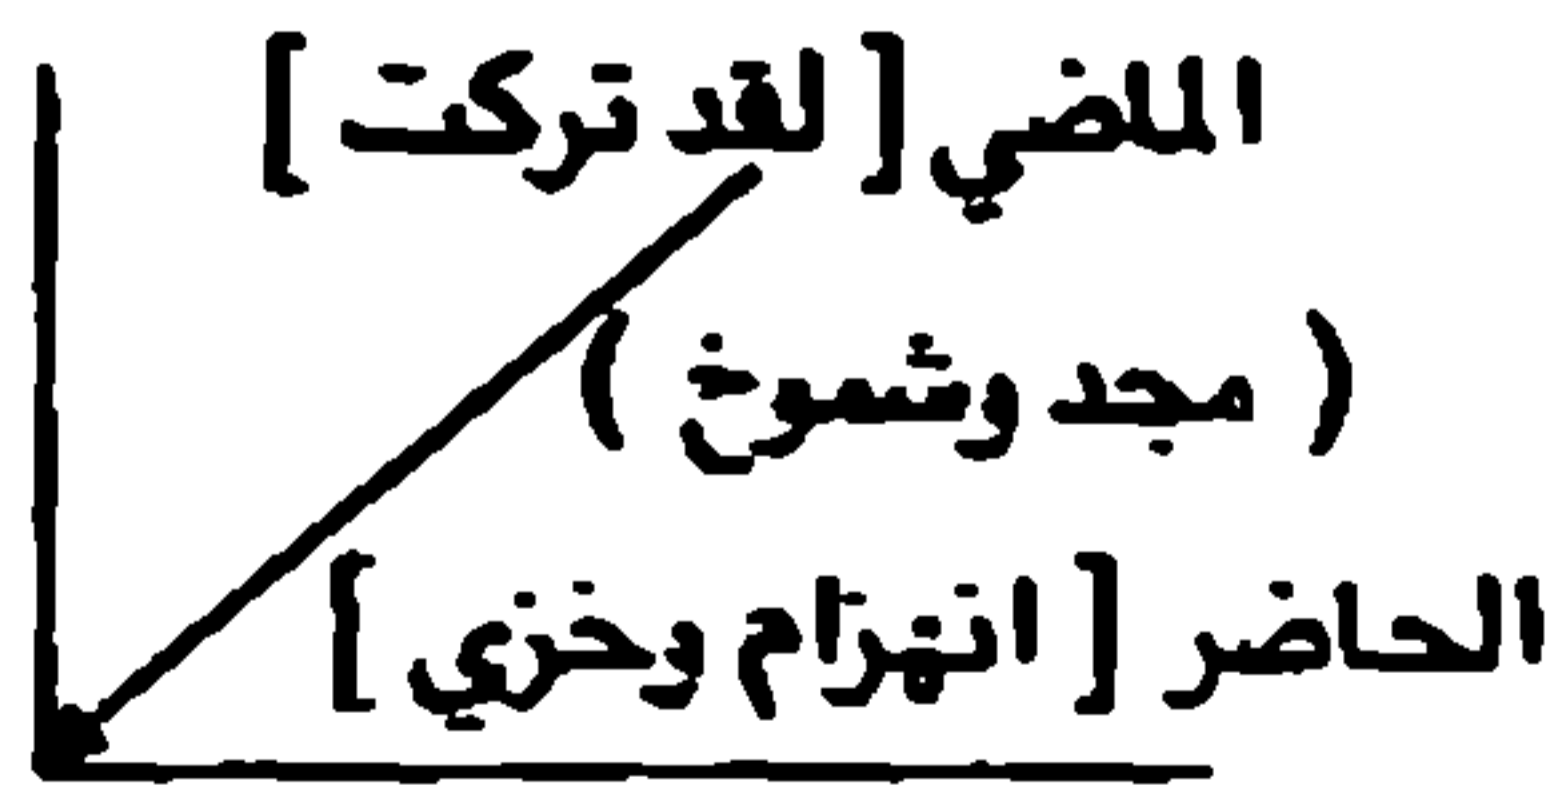 الماضي [ لقد تركت ]
( مجد وشموخ )
الحاضر [ انهزام وخزي ]